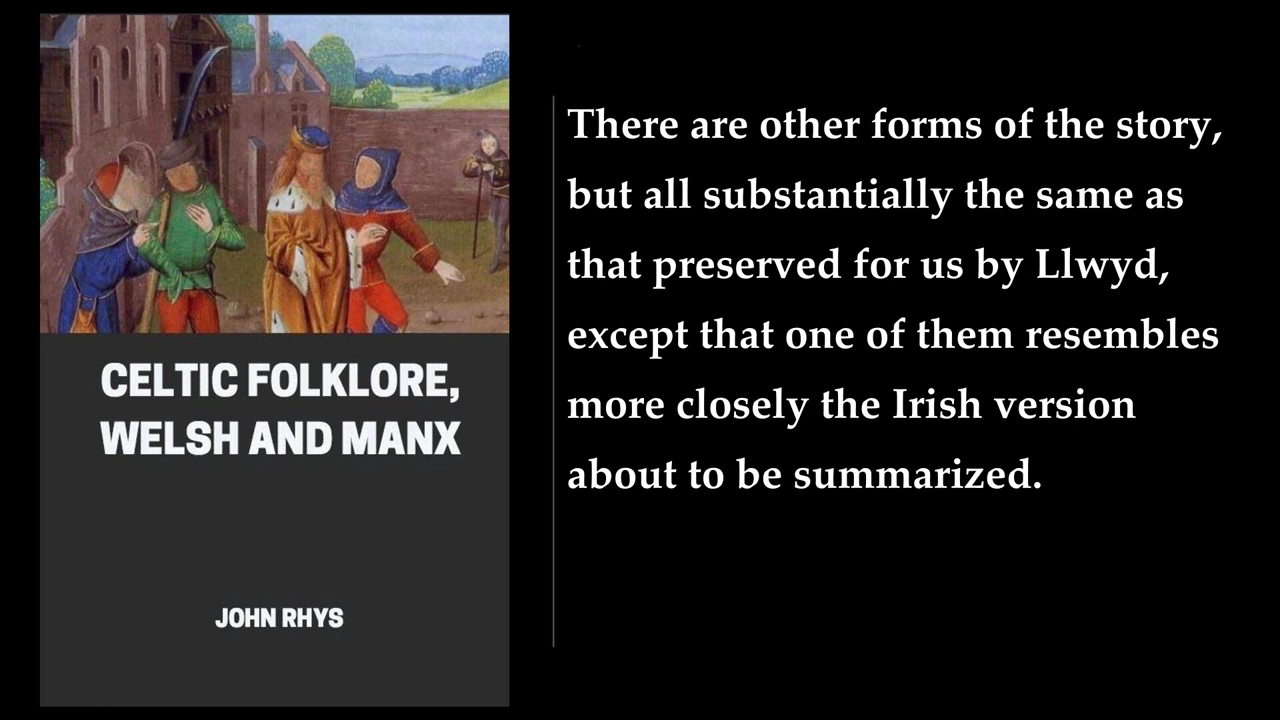 CELTIC FOLKLORE,
WELSH AND MANX
JOHN RHYS
There are other forms of the story,
but all substantially the same as
that preserved for us by Llwyd,
except that one of them resembles
more closely the Irish version
about to be summarized.